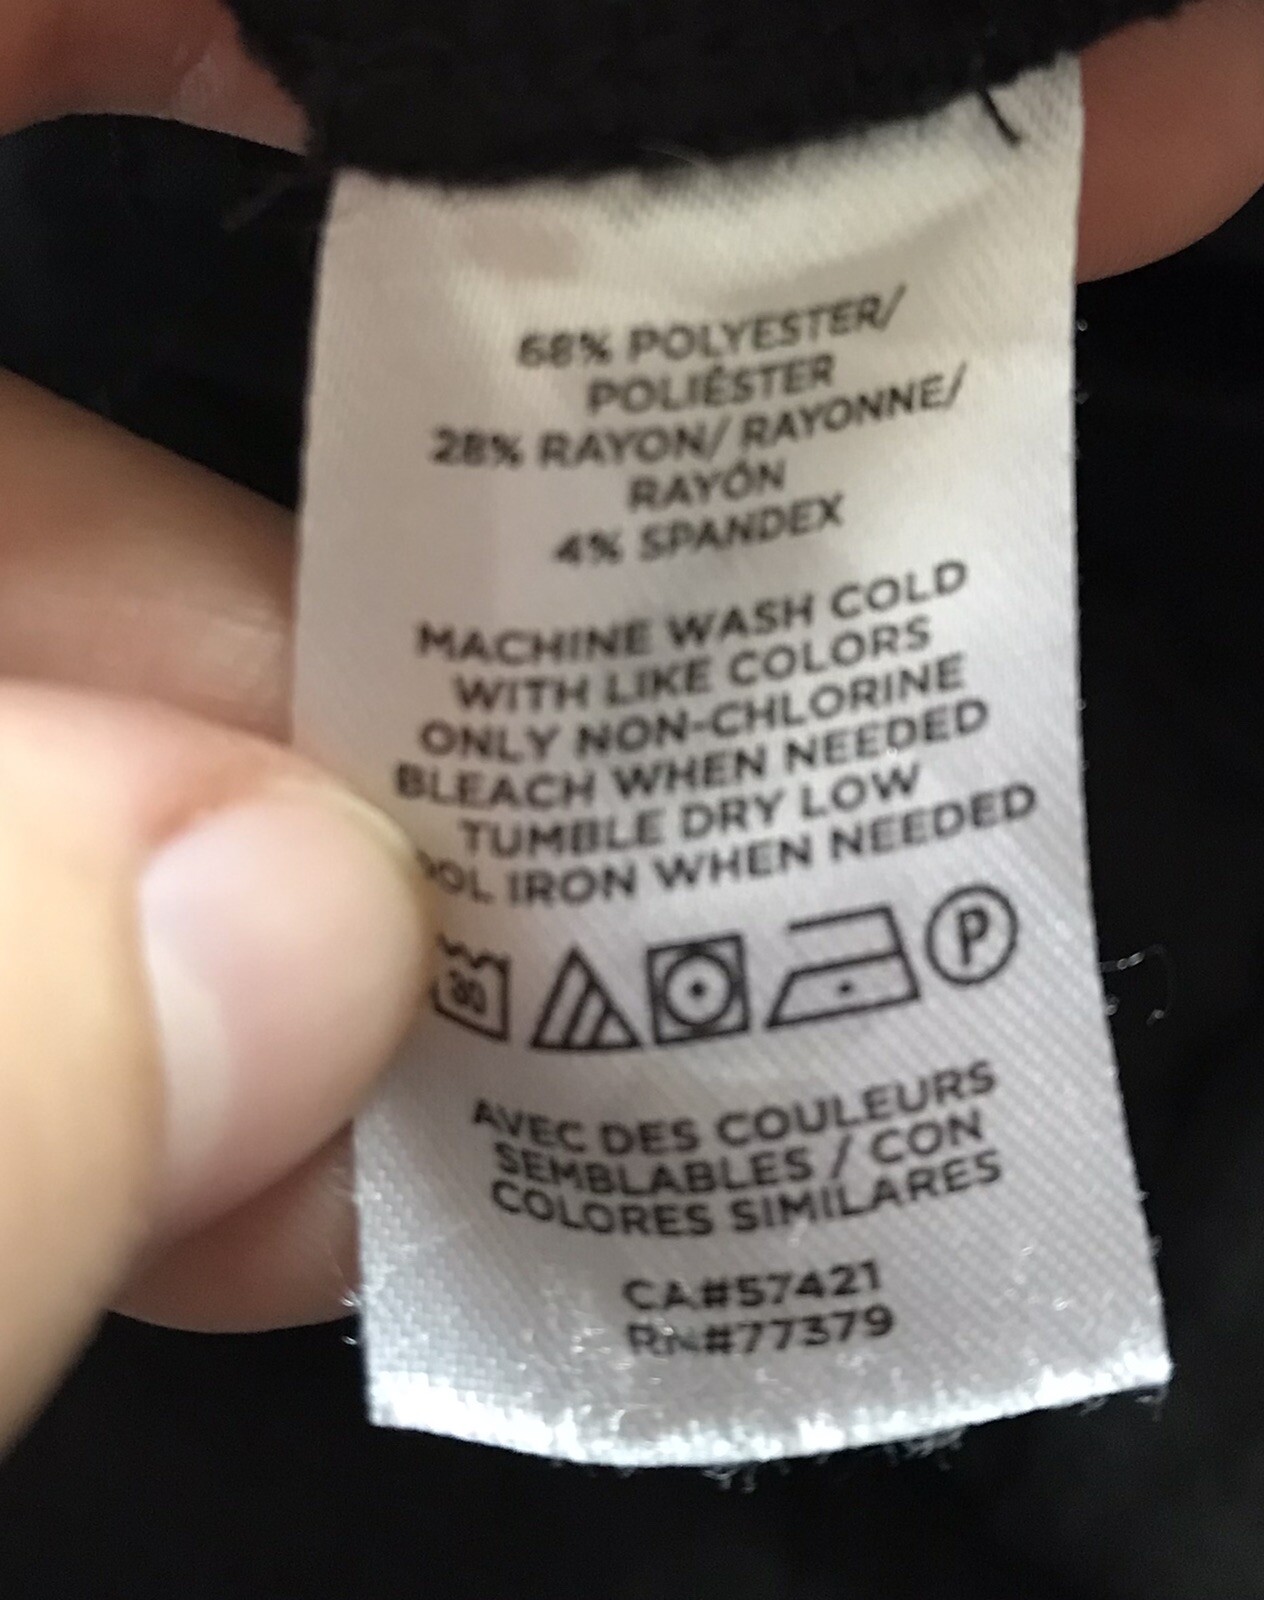 68% POLYESTER/
POLIÉSTER
28% RAYON/ RAYONNE/
RAYÓN
4% SPANDEX
MACHINE WASH COLD
WITH LIKE COLORS
ONLY NON-CHLORINE
BLEACH WHEN NEEDED
TUMBLE DRY LOW
OOL IRON WHEN NEEDED
30 P
AVEC DES COULEURS
SEMBLABLES / CON
COLORES SIMILARES
CA#57421
RN#77379